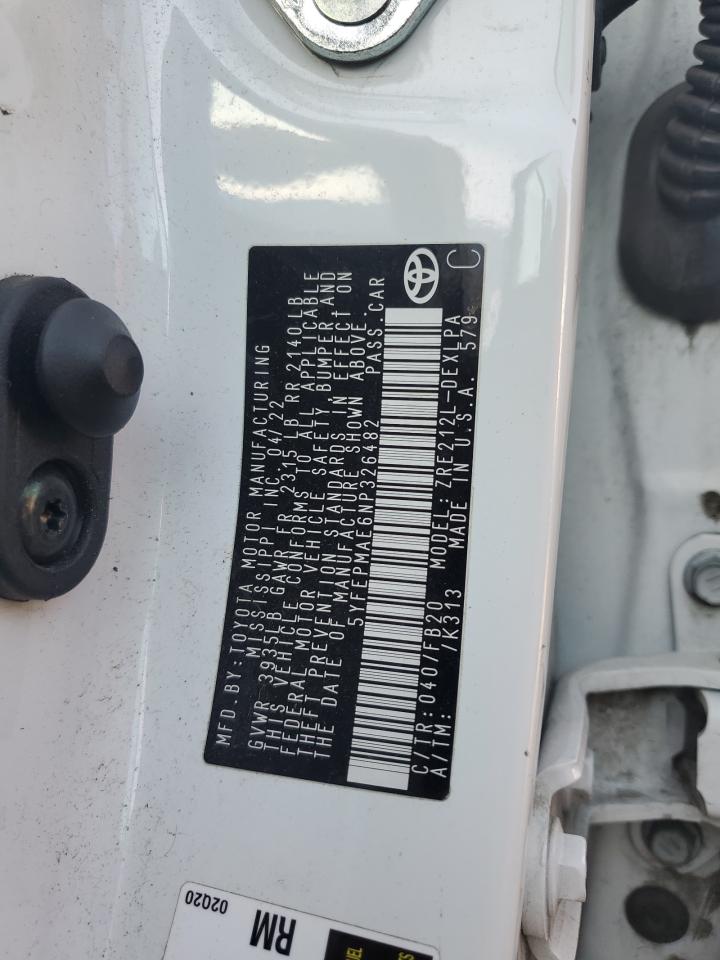 MFD. BY: TOYOTA MOTOR MANUFACTURING
MISSISSIPPI INC. 04/22
GVWR 3935LB GAWR FR 2315 LB RR 2140 LB
THIS VEHICLE CONFORMS TO ALL APPLICABLE
FEDERAL MOTOR VEHICLE SAFETY, BUMPER AND
THEFT PREVENTION STANDARDS IN EFFECT ON
THE DATE OF MANUFACTURE SHOWN ABOVE.
5YFEPMAE6NP326482 PASS. CAR
C/TR: 040/FB20 MODEL: ZRE212L-DEXLPA
A/TM: /K313 MADE IN U.S.A. 579
C
02Q20
RM